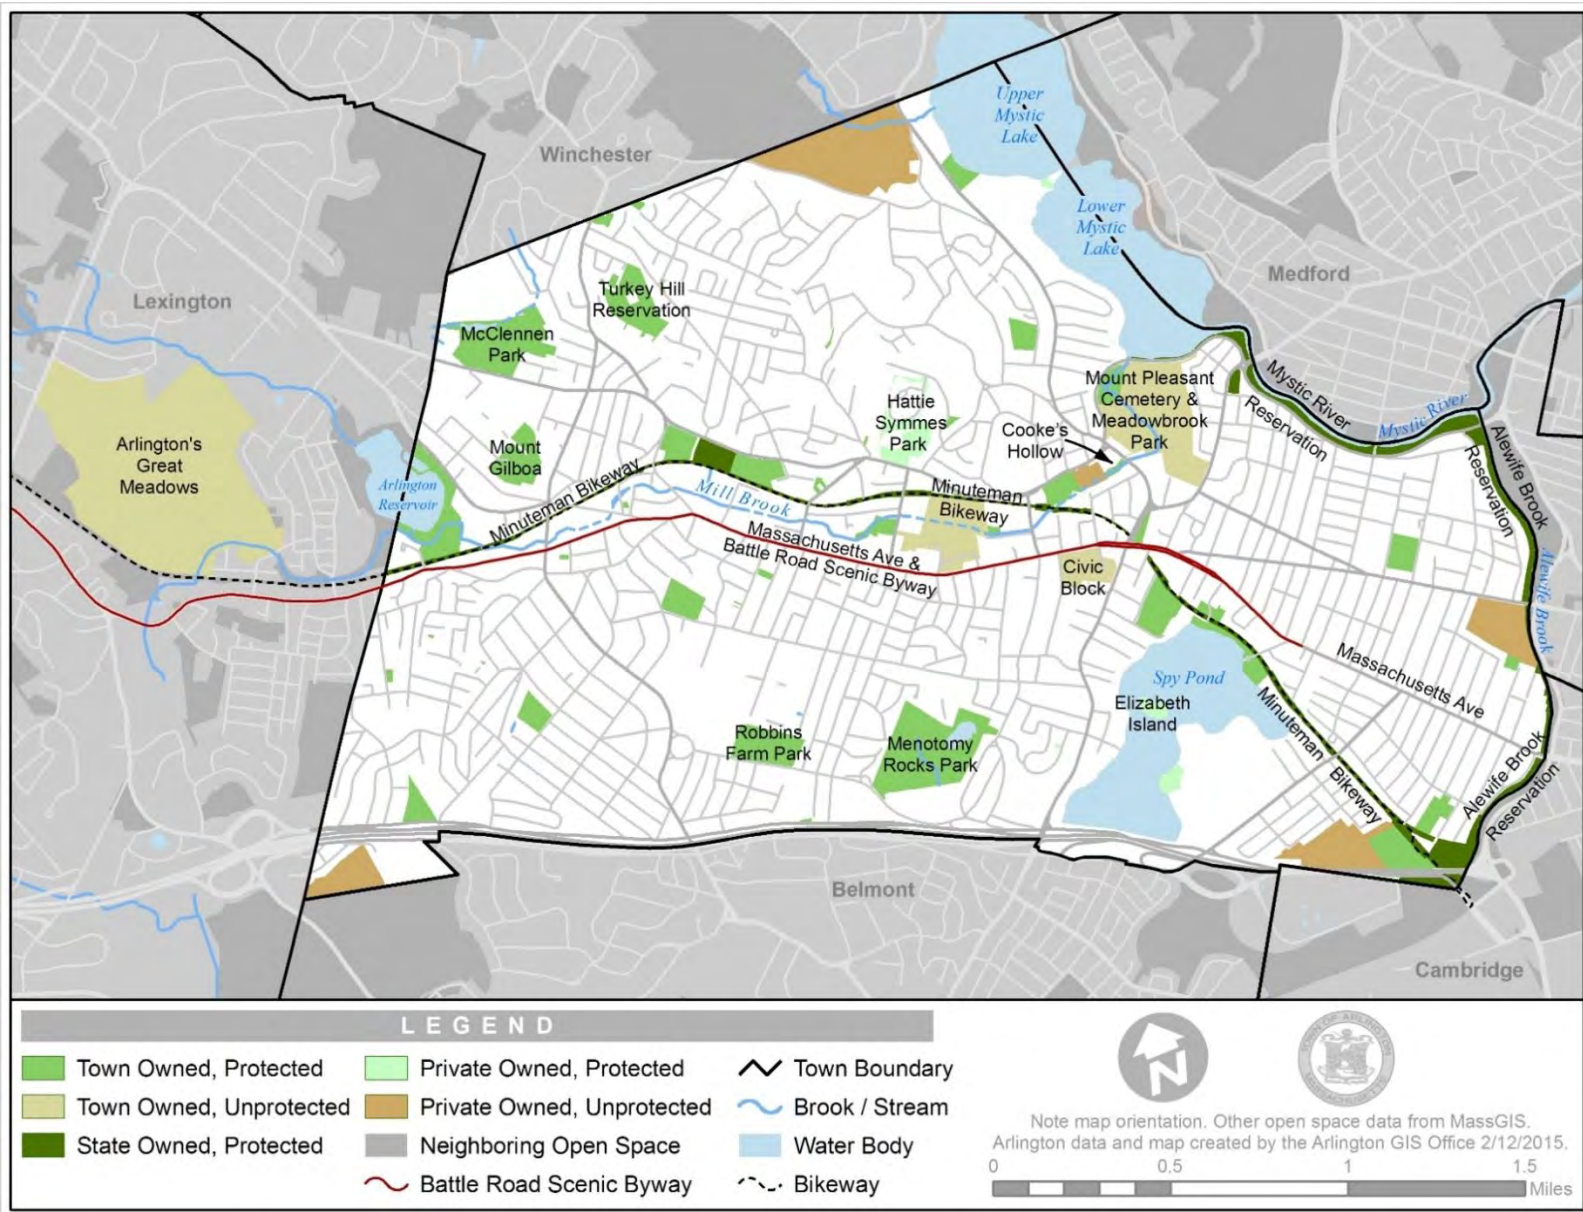 Upper
Mystic
Lake
Winchester
Lower
Mystic
Lake
Medford
Lexington
Turkey Hill
Reservation
McClennen
Park
Mount Pleasant
Cemetery &
Meadowbrook
Park
Mystic River
Reservation
Mystic River
Hattie
Symmes
Park
Cooke's
Hollow
Alewife Brook
Reservation
Arlington's
Great
Meadows
Mount
Gilboa
Arlington
Reservoir
Minuteman Bikeway
Mill Brook
Minuteman
Bikeway
Massachusetts Ave &
Battle Road Scenic Byway
Civic
Block
Alewife Brook
Massachusetts Ave
Spy Pond
Elizabeth
Island
Minuteman Bikeway
Robbins
Farm Park
Menotomy
Rocks Park
Alewife Brook
Reservation
Belmont
Cambridge
LEGEND
Town Owned, Protected
Town Owned, Unprotected
State Owned, Protected
Private Owned, Protected
Private Owned, Unprotected
Neighboring Open Space
Battle Road Scenic Byway
Town Boundary
Brook / Stream
Water Body
Bikeway
N
TOWN OF ARLINGTON
MASSACHUSETTS
Note map orientation. Other open space data from MassGIS.
Arlington data and map created by the Arlington GIS Office 2/12/2015.
0 0.5 1 1.5
Miles